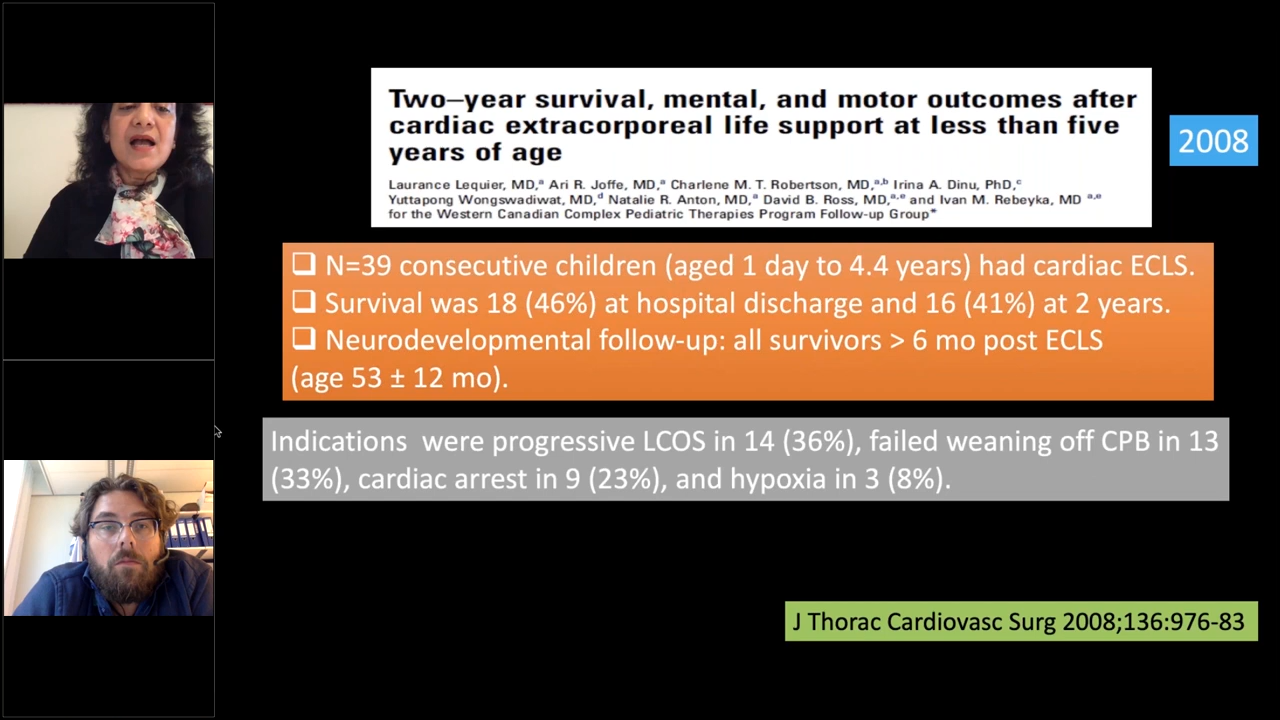 Two–year survival, mental, and motor outcomes after
cardiac extracorporeal life support at less than five
years of age
2008
Laurance Lequier, MD,ᵃ Ari R. Joffe, MD,ᵃ Charlene M. T. Robertson, MD,ᵃ,ᵇ Irina A. Dinu, PhD,ᶜ
Yuttapong Wongswadiwat, MD,ᵈ Natalie R. Anton, MD,ᵃ David B. Ross, MD,ᵃ,ᵉ and Ivan M. Rebeyka, MD ᵃ,ᵉ
for the Western Canadian Complex Pediatric Therapies Program Follow-up Group*
❑ N=39 consecutive children (aged 1 day to 4.4 years) had cardiac ECLS.
❑ Survival was 18 (46%) at hospital discharge and 16 (41%) at 2 years.
❑ Neurodevelopmental follow-up: all survivors > 6 mo post ECLS
(age 53 ± 12 mo).
Indications were progressive LCOS in 14 (36%), failed weaning off CPB in 13
(33%), cardiac arrest in 9 (23%), and hypoxia in 3 (8%).
J Thorac Cardiovasc Surg 2008;136:976-83